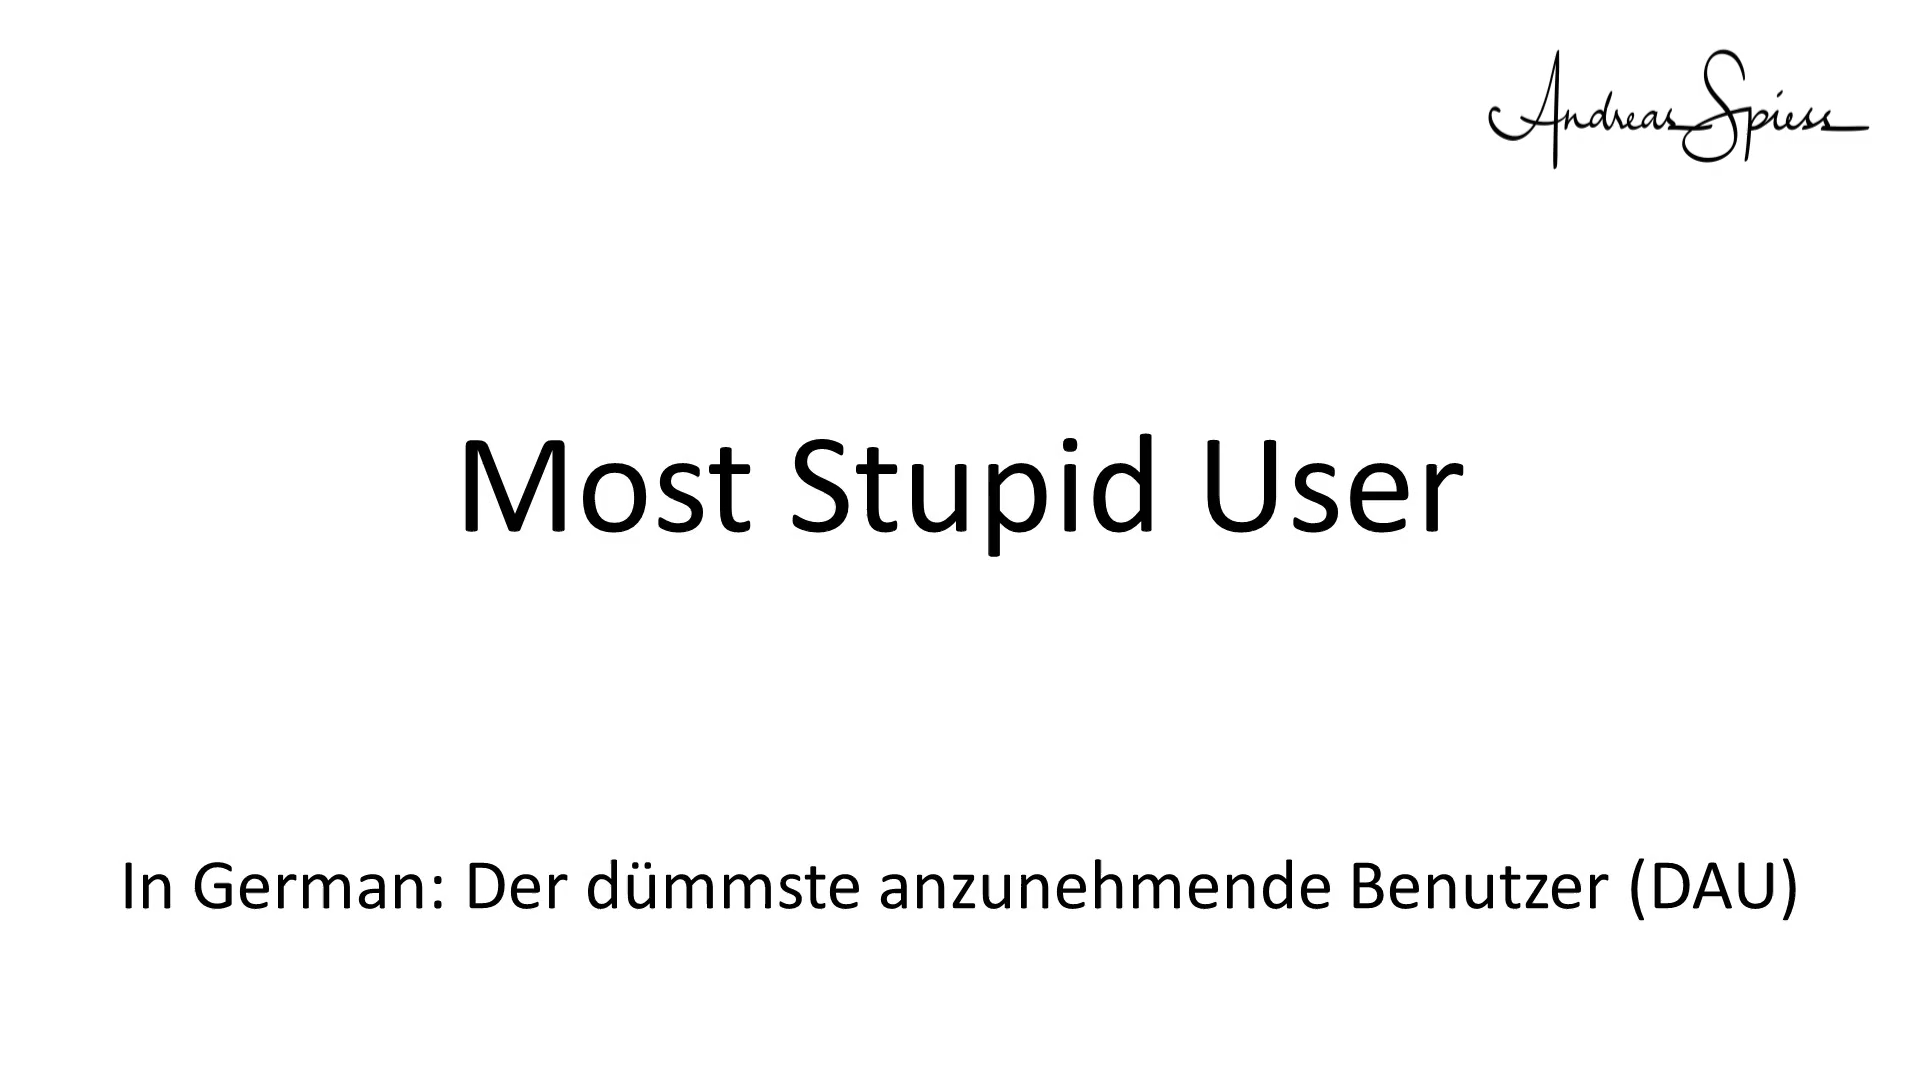 Andreas Spiess
Most Stupid User
In German: Der dümmste anzunehmende Benutzer (DAU)